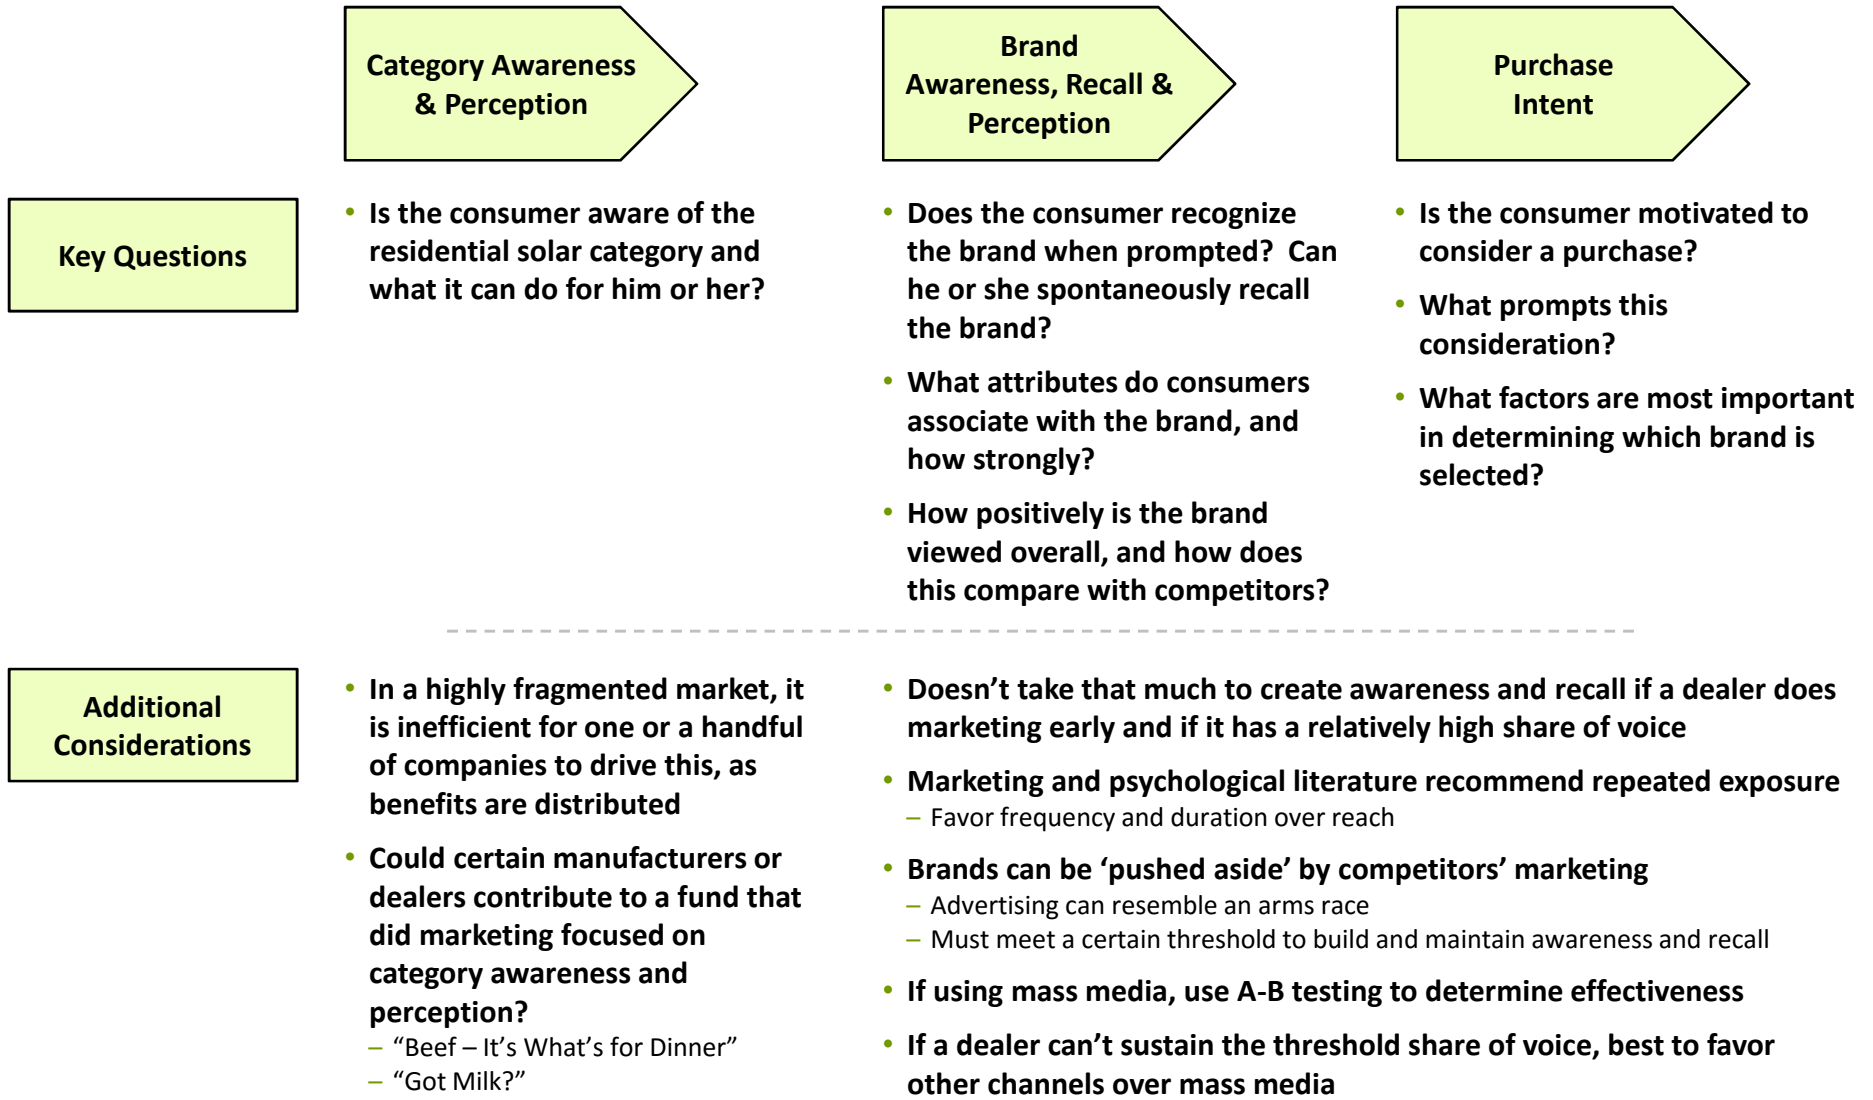 Category Awareness
& Perception
Brand
Awareness, Recall &
Perception
Purchase
Intent
Key Questions
• Is the consumer aware of the
residential solar category and
what it can do for him or her?
• Does the consumer recognize
the brand when prompted?  Can
he or she spontaneously recall
the brand?
• What attributes do consumers
associate with the brand, and
how strongly?
• How positively is the brand
viewed overall, and how does
this compare with competitors?
• Is the consumer motivated to
consider a purchase?
• What prompts this
consideration?
• What factors are most important
in determining which brand is
selected?
Additional
Considerations
• In a highly fragmented market, it
is inefficient for one or a handful
of companies to drive this, as
benefits are distributed
• Could certain manufacturers or
dealers contribute to a fund that
did marketing focused on
category awareness and
perception?
– “Beef – It’s What’s for Dinner”
– “Got Milk?”
• Doesn’t take that much to create awareness and recall if a dealer does
marketing early and if it has a relatively high share of voice
• Marketing and psychological literature recommend repeated exposure
– Favor frequency and duration over reach
• Brands can be ‘pushed aside’ by competitors’ marketing
– Advertising can resemble an arms race
– Must meet a certain threshold to build and maintain awareness and recall
• If using mass media, use A-B testing to determine effectiveness
• If a dealer can’t sustain the threshold share of voice, best to favor
other channels over mass media